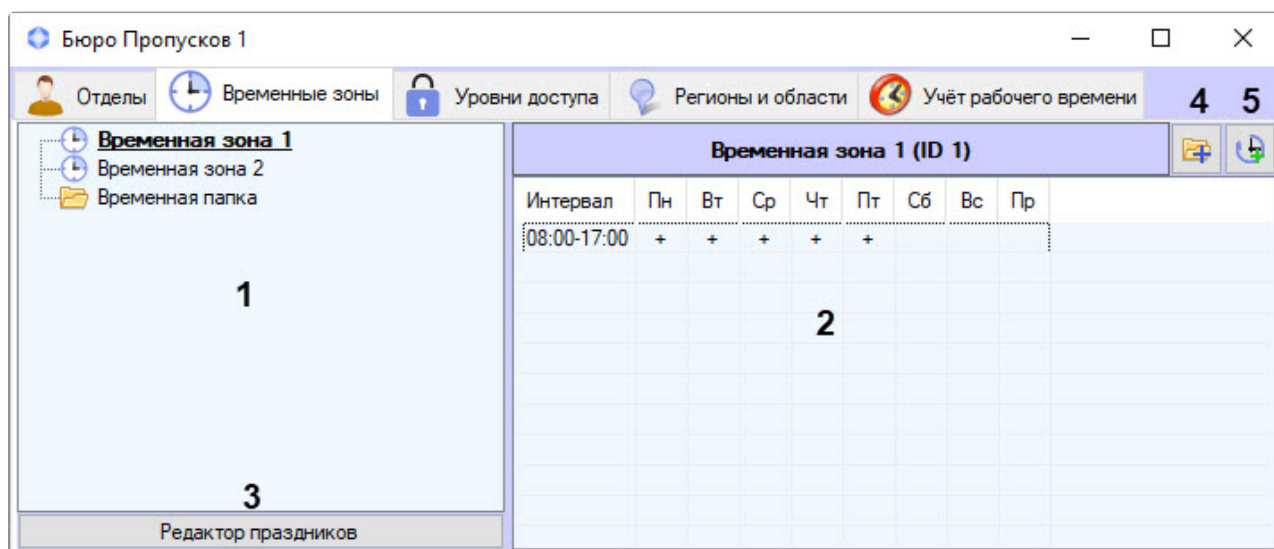 Бюро Пропусков 1
Отделы Временные зоны Уровни доступа Регионы и области Учёт рабочего времени 4 5
Временная зона 1
Временная зона 2
Временная папка
1
3
Редактор праздников
Временная зона 1 (ID 1)
Интервал Пн Вт Ср Чт Пт Сб Вс Пр
08:00-17:00 + + + + +
2